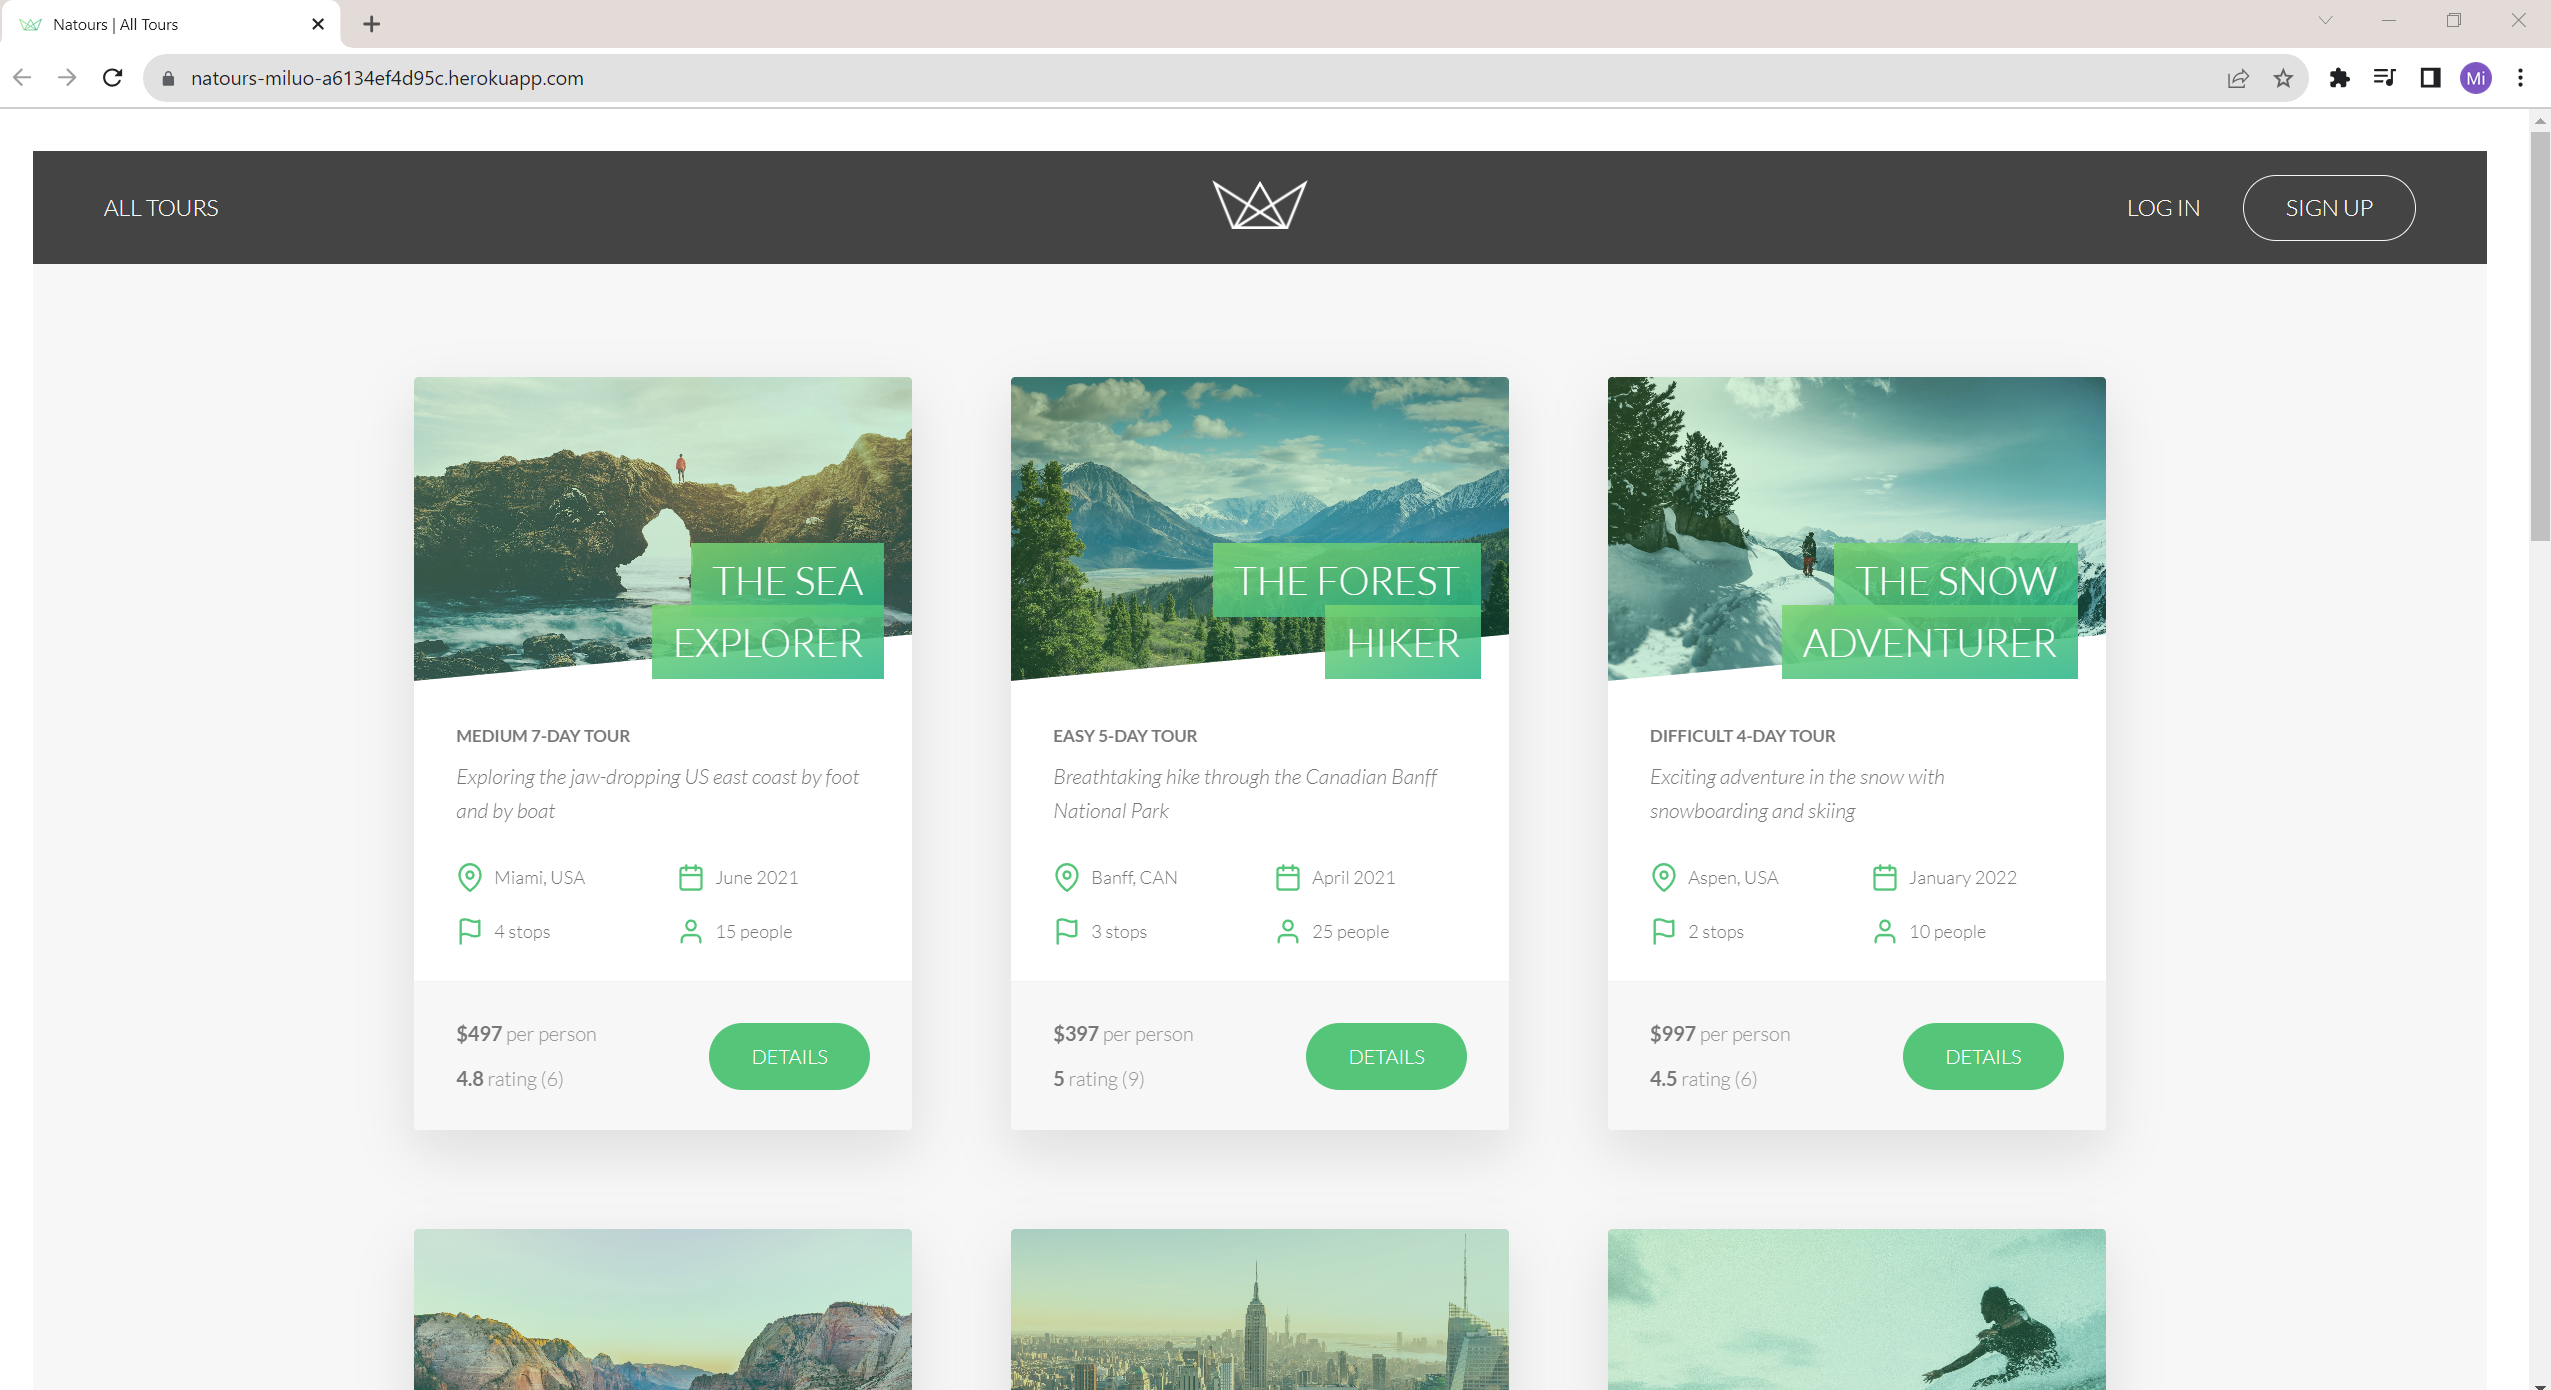 Natours | All Tours
natours-miluo-a6134ef4d95c.herokuapp.com
Mi
ALL TOURS
LOG IN
SIGN UP
THE SEA
EXPLORER
MEDIUM 7-DAY TOUR
Exploring the jaw-dropping US east coast by foot
and by boat
Miami, USA
June 2021
4 stops
15 people
$497 per person
4.8 rating (6)
DETAILS
THE FOREST
HIKER
EASY 5-DAY TOUR
Breathtaking hike through the Canadian Banff
National Park
Banff, CAN
April 2021
3 stops
25 people
$397 per person
5 rating (9)
DETAILS
THE SNOW
ADVENTURER
DIFFICULT 4-DAY TOUR
Exciting adventure in the snow with
snowboarding and skiing
Aspen, USA
January 2022
2 stops
10 people
$997 per person
4.5 rating (6)
DETAILS